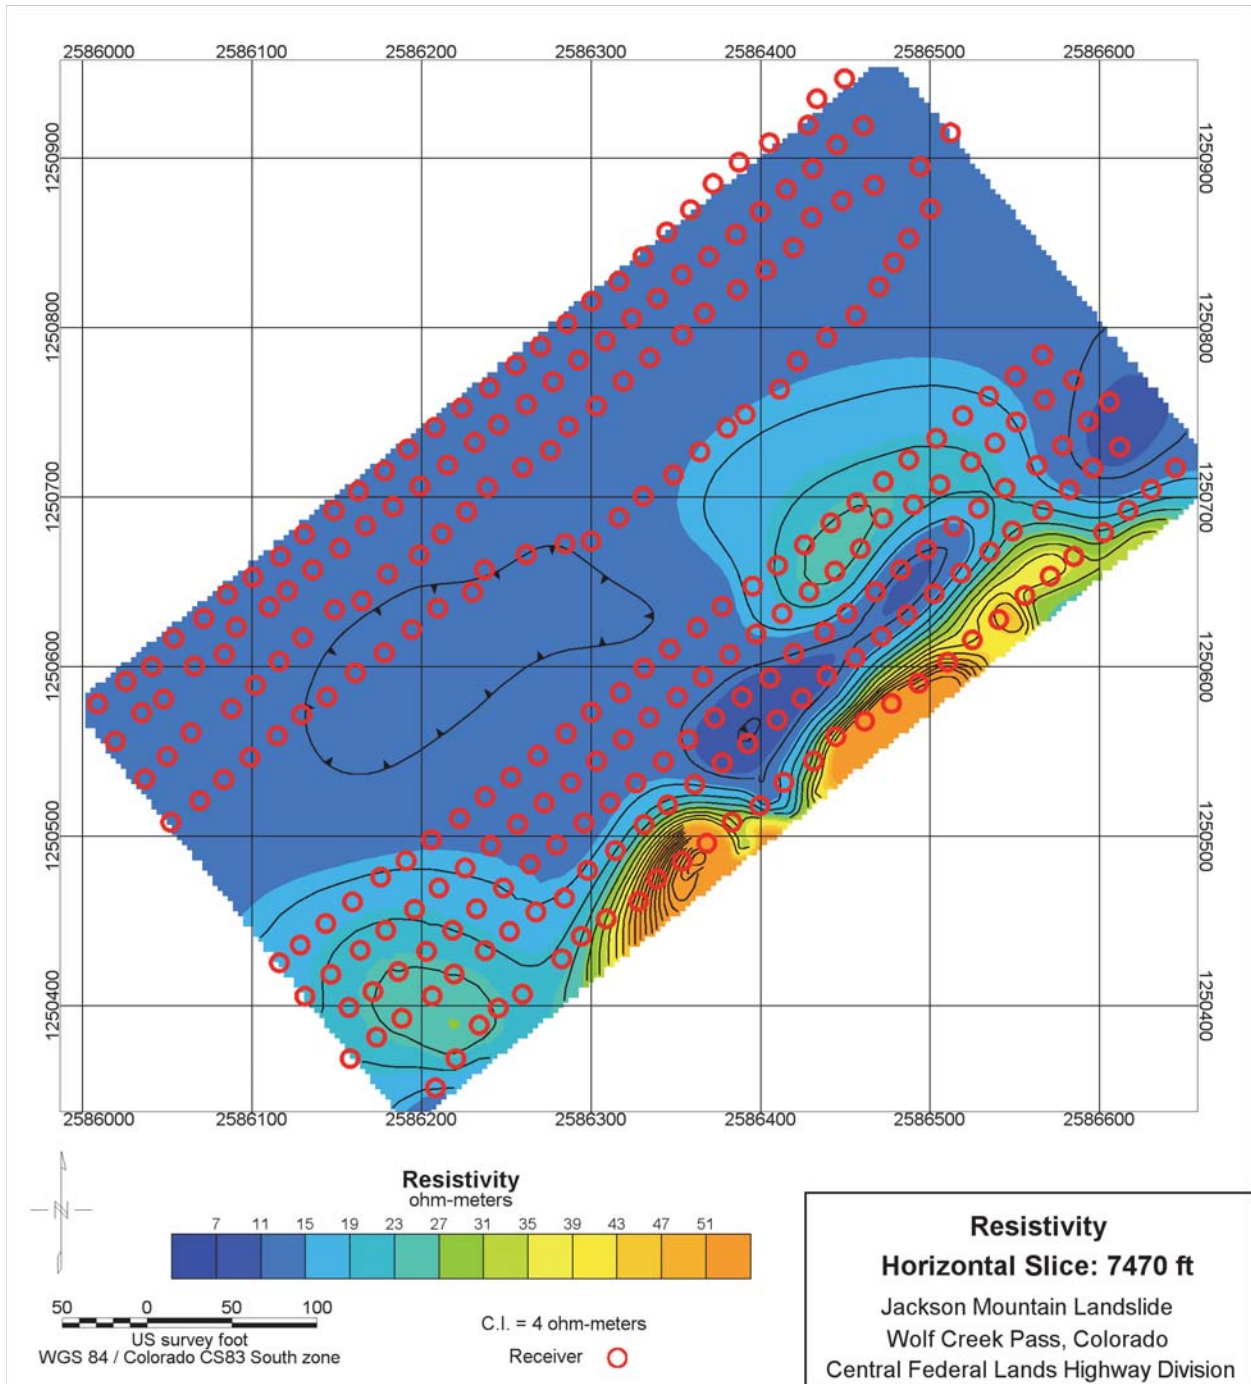 2586000 2586100 2586200 2586300 2586400 2586500 2586600
1250900 1250900
1250800 1250800
1250700 1250700
1250600 1250600
1250500 1250500
1250400 1250400
2586000 2586100 2586200 2586300 2586400 2586500 2586600
N
Resistivity
ohm-meters
7 11 15 19 23 27 31 35 39 43 47 51
50 0 50 100
US survey foot
WGS 84 / Colorado CS83 South zone
C.I. = 4 ohm-meters
Receiver
Resistivity
Horizontal Slice: 7470 ft
Jackson Mountain Landslide
Wolf Creek Pass, Colorado
Central Federal Lands Highway Division